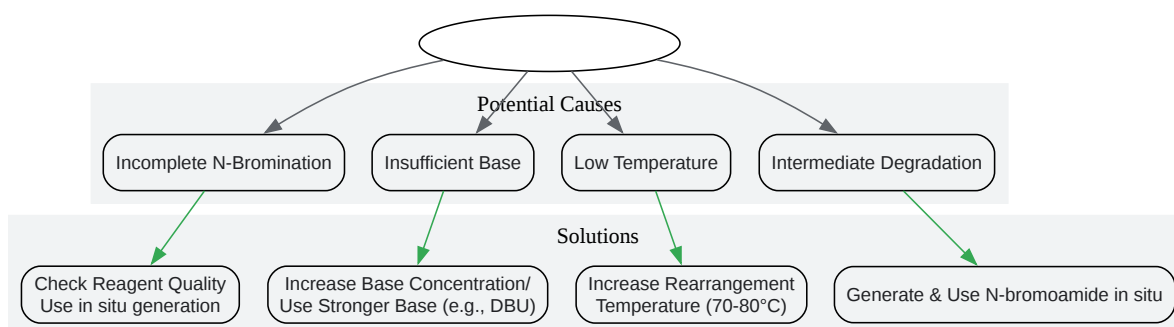 Potential Causes
Incomplete N-Bromination
Insufficient Base
Low Temperature
Intermediate Degradation
Solutions
Check Reagent Quality
Use in situ generation
Increase Base Concentration/
Use Stronger Base (e.g., DBU)
Increase Rearrangement
Temperature (70-80°C)
Generate & Use N-bromoamide in situ